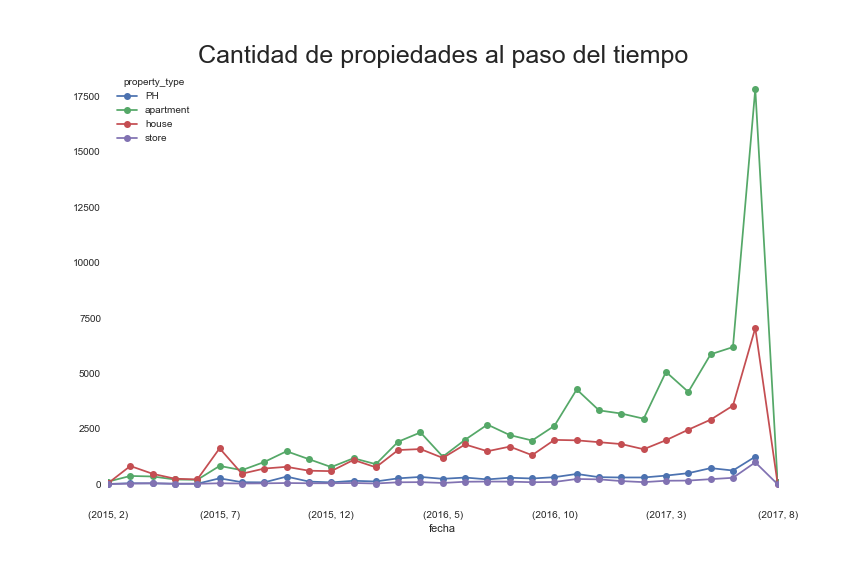 Cantidad de propiedades al paso del tiempo
property_type
PH
apartment
house
store
17500
15000
12500
10000
7500
5000
2500
0
(2015, 2) (2015, 7) (2015, 12) (2016, 5) (2016, 10) (2017, 3) (2017, 8)
fecha